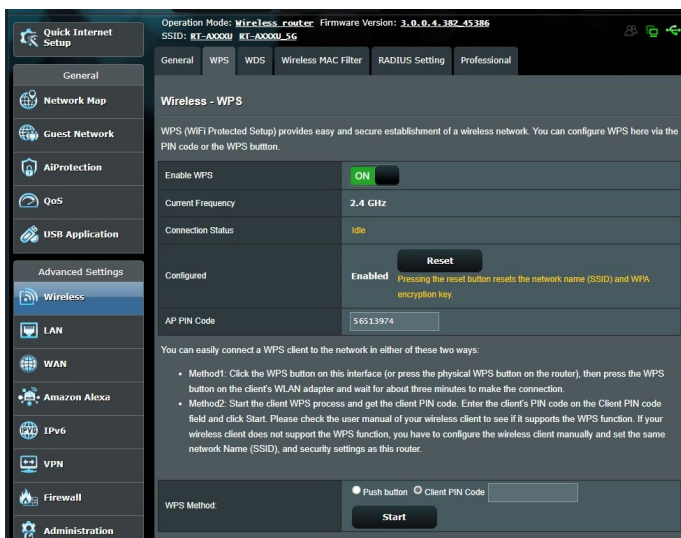 Quick Internet
Setup
General
Network Map
Guest Network
AiProtection
QoS
USB Application
Advanced Settings
Wireless
LAN
WAN
Amazon Alexa
IPv6
VPN
Firewall
Administration
Operation Mode: Wireless router Firmware Version: 3.0.0.4.382_45386
SSID: RT-AXXXU RT-AXXXU_5G
General WPS WDS Wireless MAC Filter RADIUS Setting Professional
Wireless - WPS
WPS (WiFi Protected Setup) provides easy and secure establishment of a wireless network. You can configure WPS here via the
PIN code or the WPS buttton.
Enable WPS ON
Current Frequency 2.4 GHz
Connection Status Idle
Configured Enabled Reset
Pressing the reset button resets the network name (SSID) and WPA
encryption key.
AP PIN Code 56513974
You can easily connect a WPS client to the network in either of these two ways:
• Method1: Click the WPS button on this interface (or press the physical WPS button on the router), then press the WPS
button on the client's WLAN adapter and wait for about three minutes to make the connection.
• Method2: Start the client WPS process and get the client PIN code. Enter the client's PIN code on the Client PIN code
field and click Start. Please check the user manual of your wireless client to see if it supports the WPS function. If your
wireless client does not support the WPS function, you have to configure the wireless client manually and set the same
network Name (SSID), and security settings as this router.
WPS Method: Push button Client PIN Code
Start